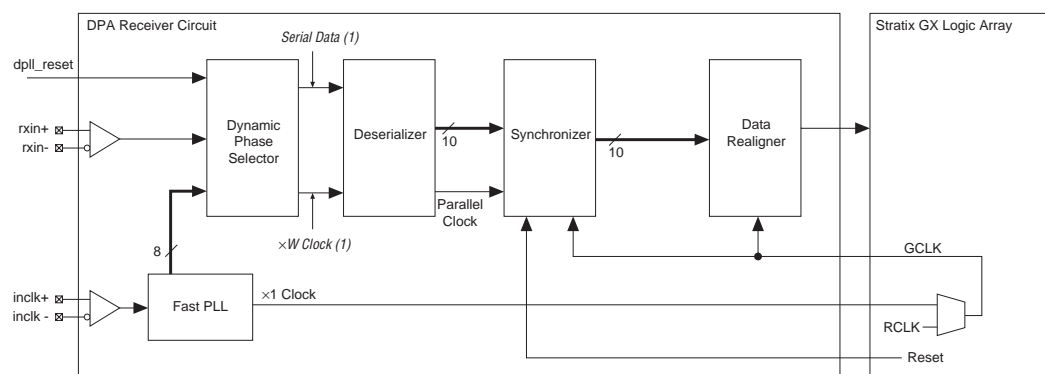 DPA Receiver Circuit
Stratix GX Logic Array
Serial Data (1)
dpll_reset
rxin+
rxin-
Dynamic
Phase
Selector
Deserializer
10
Synchronizer
10
Data
Realigner
Parallel
Clock
×W Clock (1)
8
GCLK
inclk+
inclk -
Fast PLL
×1 Clock
RCLK
Reset